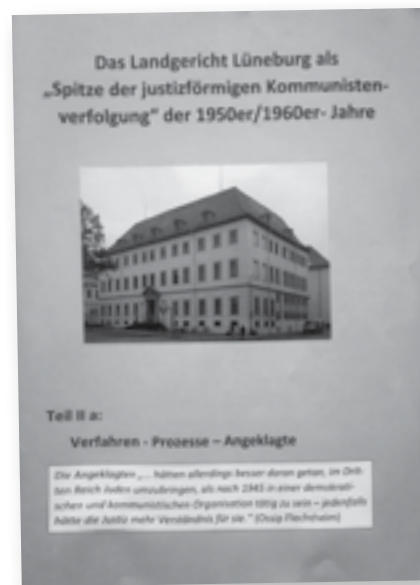 Das Landgericht Lüneburg als
„Spitze der justizförmigen Kommunisten-
verfolgung“ der 1950er/1960er- Jahre
Teil II a:
Verfahren - Prozesse – Angeklagte
Die Angeklagten „... hätten allerdings besser daran getan, im Drit-
ten Reich Juden umzubringen, als nach 1945 in einer demokrati-
schen und kommunistischen Organisation tätig zu sein – jedenfalls
hätte die Justiz mehr Verständnis für sie.“ (Ossip Flechtheim)